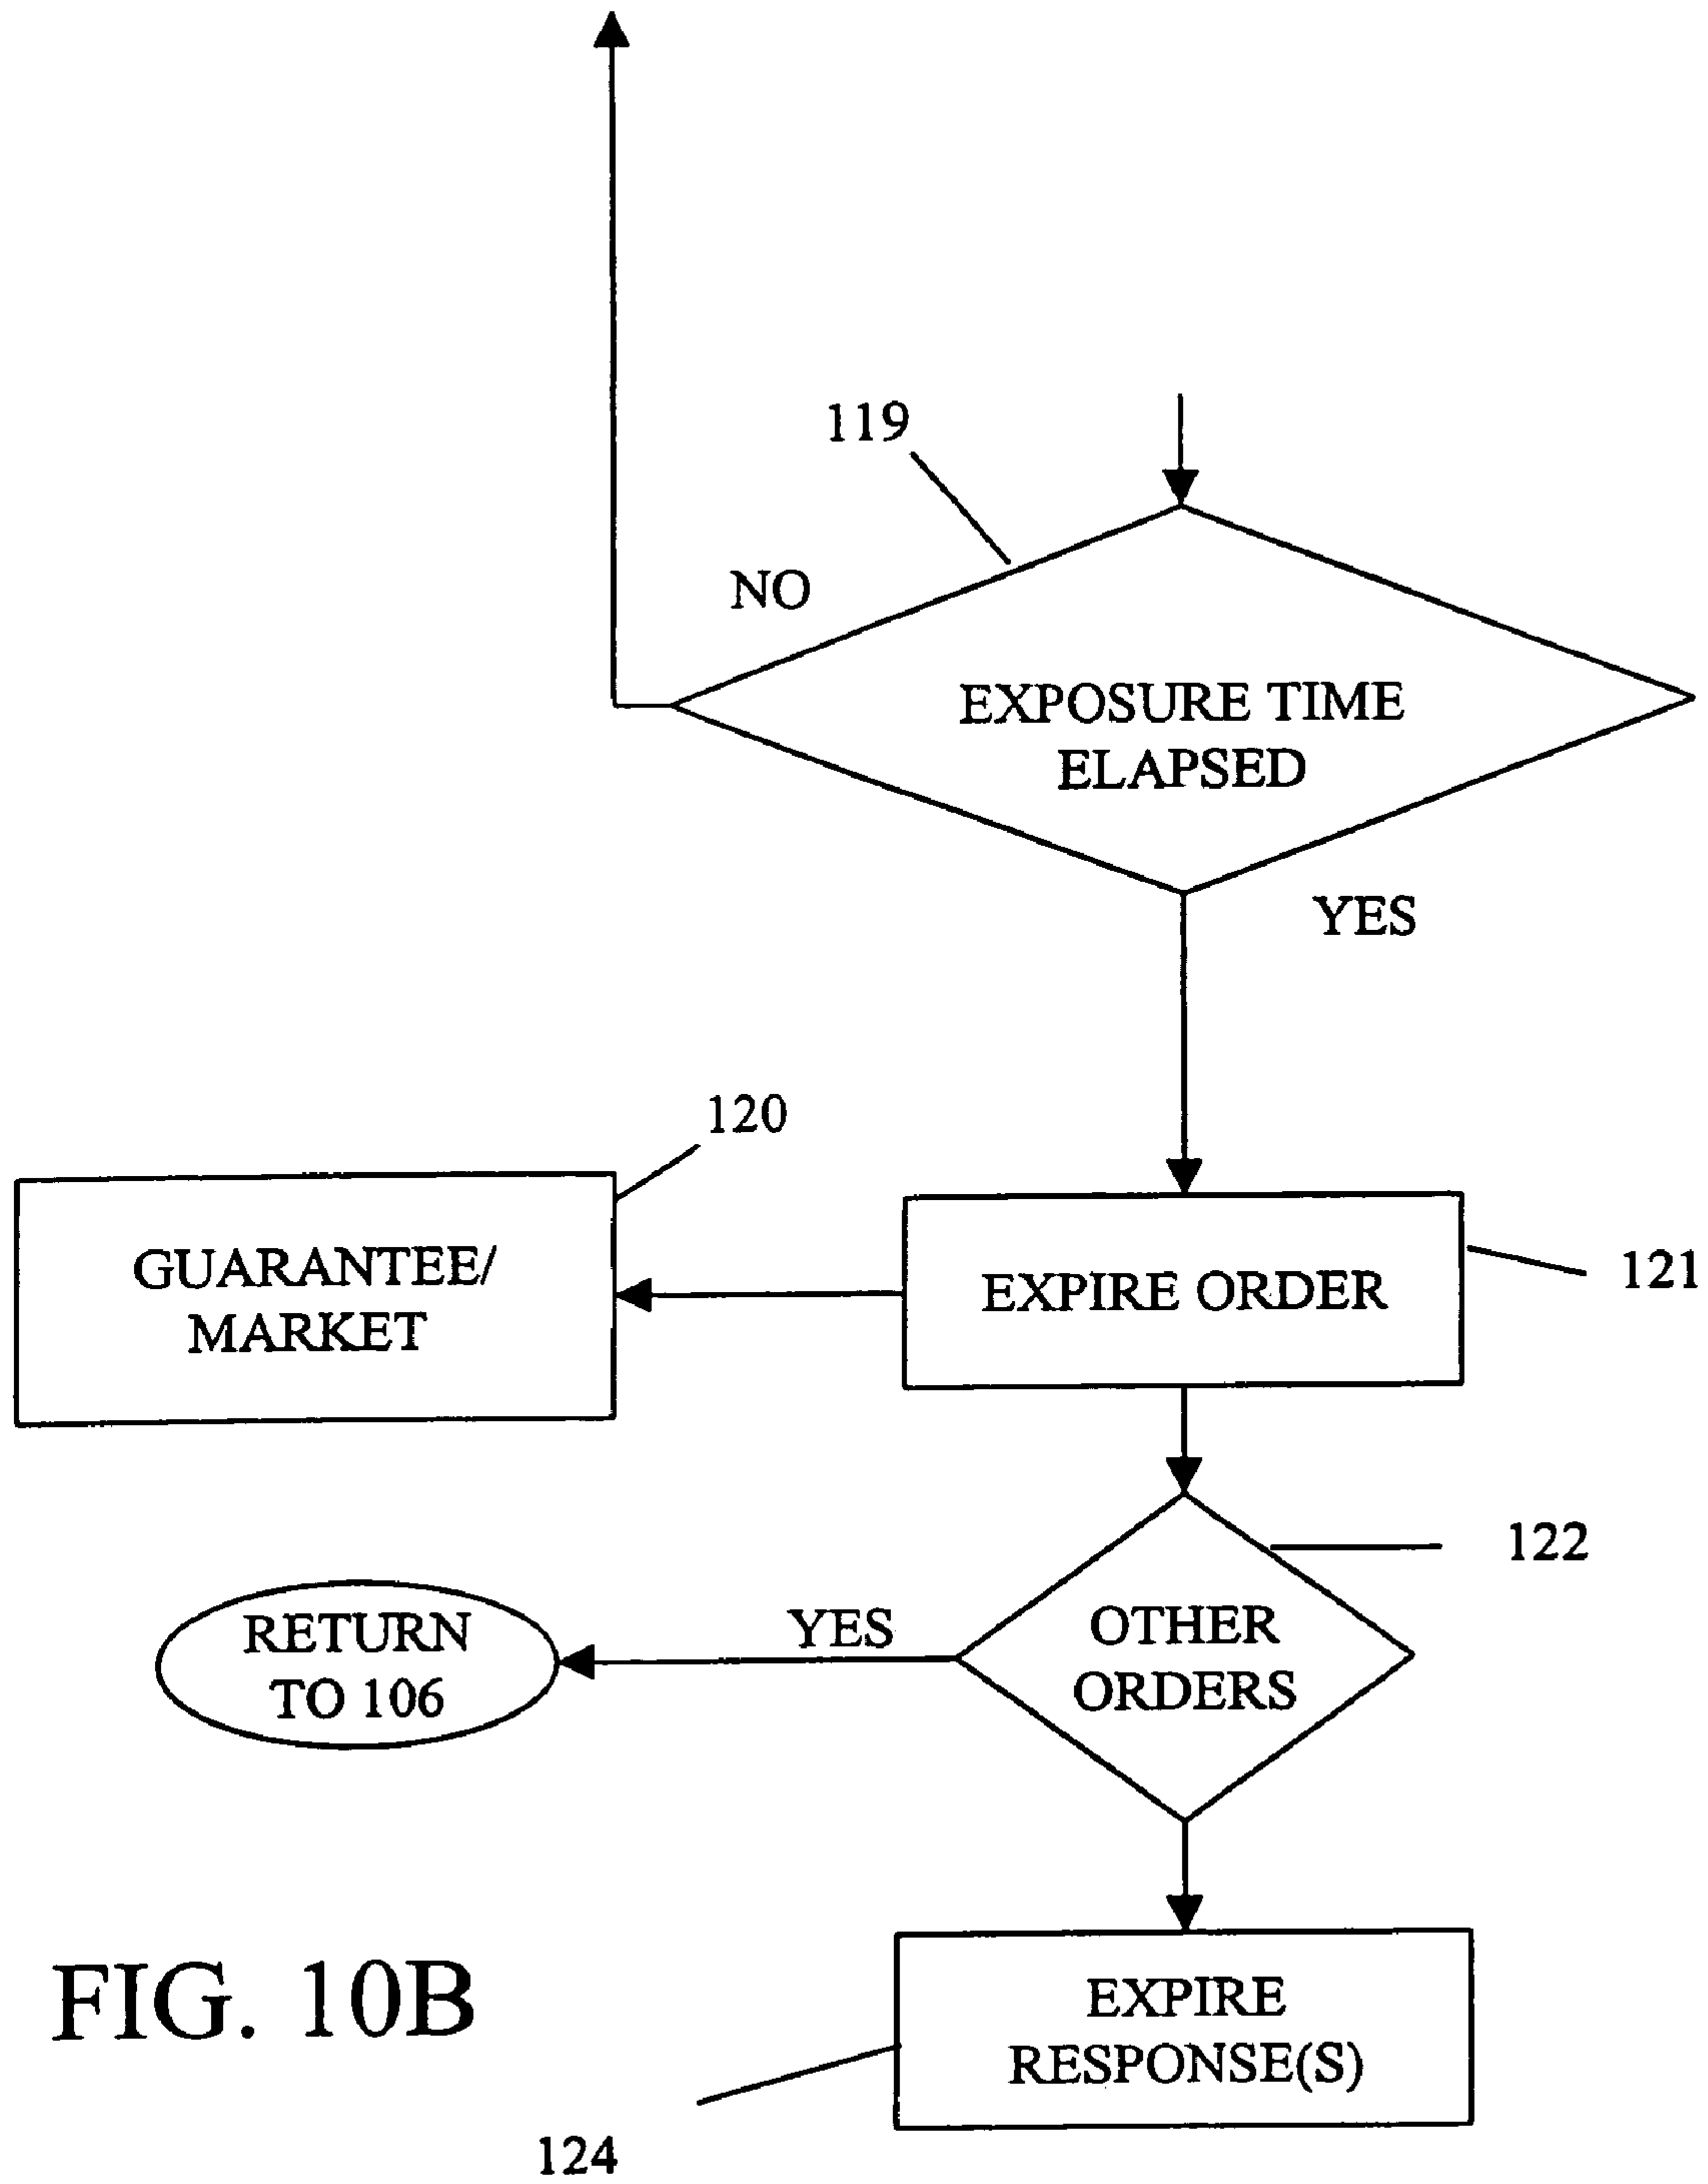 119
NO
EXPOSURE TIME
ELAPSED
YES
120
GUARANTEE/
MARKET
EXPIRE ORDER
121
122
OTHER
ORDERS
YES
RETURN
TO 106
EXPIRE
RESPONSE(S)
FIG. 10B
124